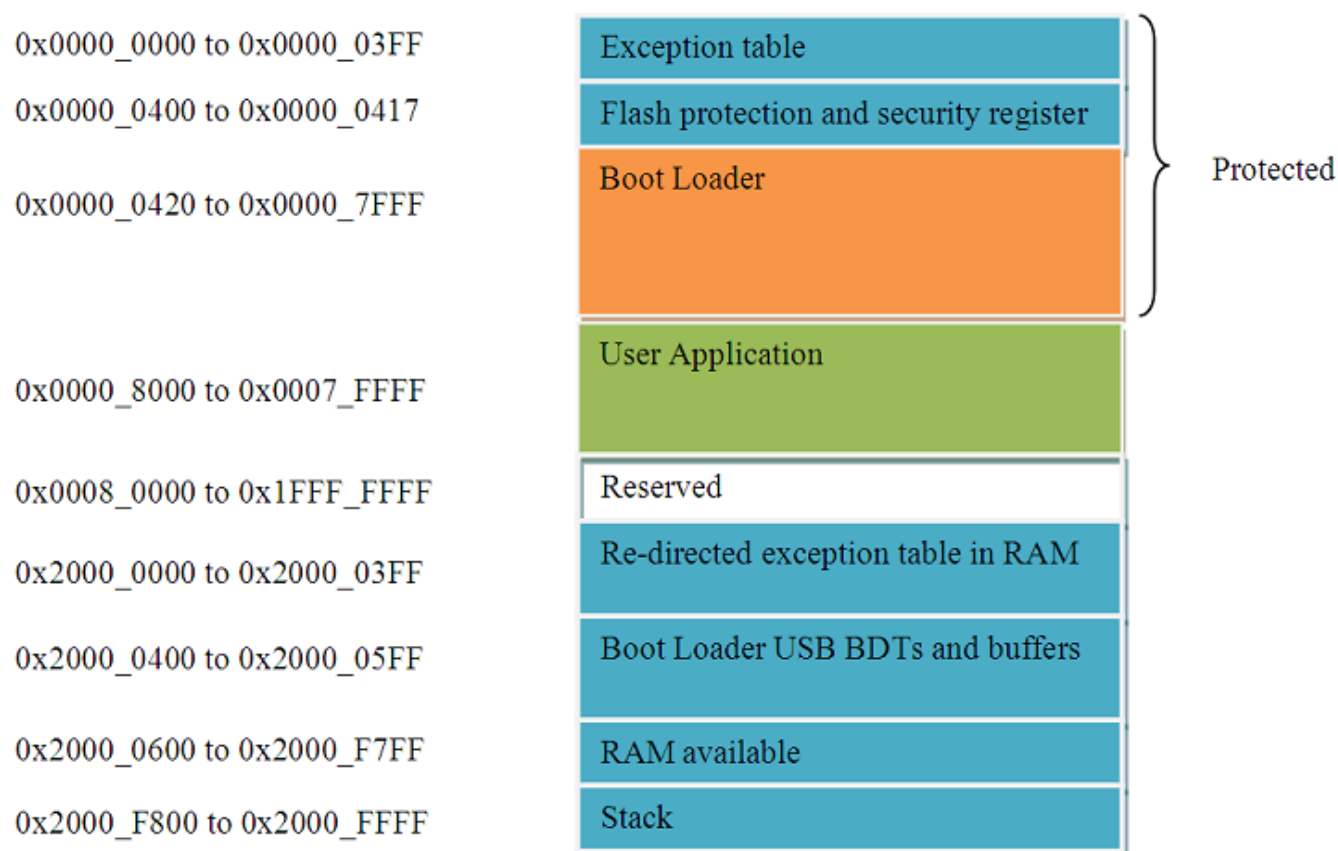 0x0000_0000 to 0x0000_03FF Exception table
0x0000_0400 to 0x0000_0417 Flash protection and security register
Boot Loader
Protected
0x0000_0420 to 0x0000_7FFF
User Application
0x0000_8000 to 0x0007_FFFF
0x0008_0000 to 0x1FFF_FFFF Reserved
Re-directed exception table in RAM
0x2000_0000 to 0x2000_03FF
0x2000_0400 to 0x2000_05FF Boot Loader USB BDTs and buffers
0x2000_0600 to 0x2000_F7FF RAM available
0x2000_F800 to 0x2000_FFFF Stack